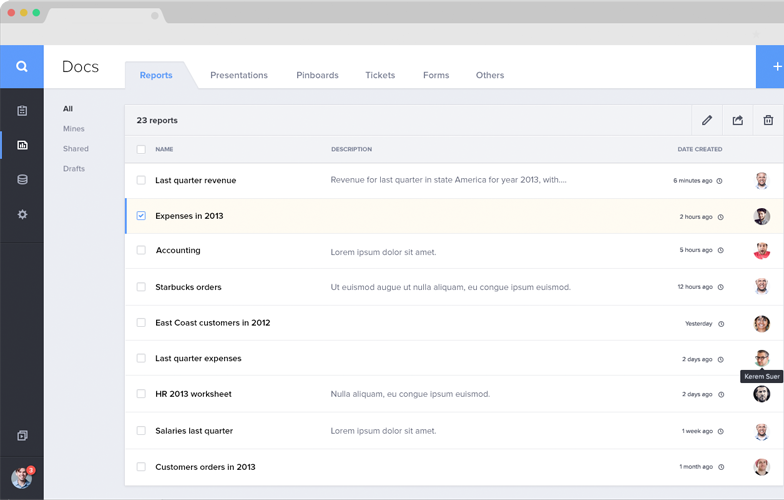 Docs
Reports Presentations Pinboards Tickets Forms Others
All
Mines
Shared
Drafts
23 reports
NAME DESCRIPTION DATE CREATED
Last quarter revenue Revenue for last quarter in state America for year 2013, with.... 6 minutes ago
Expenses in 2013 2 hours ago
Accounting Lorem ipsum dolor sit amet. 5 hours ago
Starbucks orders Ut euismod augue ut nulla aliquam, eu congue ipsum euismod. 12 hours ago
East Coast customers in 2012 Yesterday
Last quarter expenses 2 days ago
Kerem Suer
HR 2013 worksheet Nulla aliquam, eu congue ipsum euismod. 2 days ago
Salaries last quarter Lorem ipsum dolor sit amet. 1 week ago
Customers orders in 2013 1 month ago
3